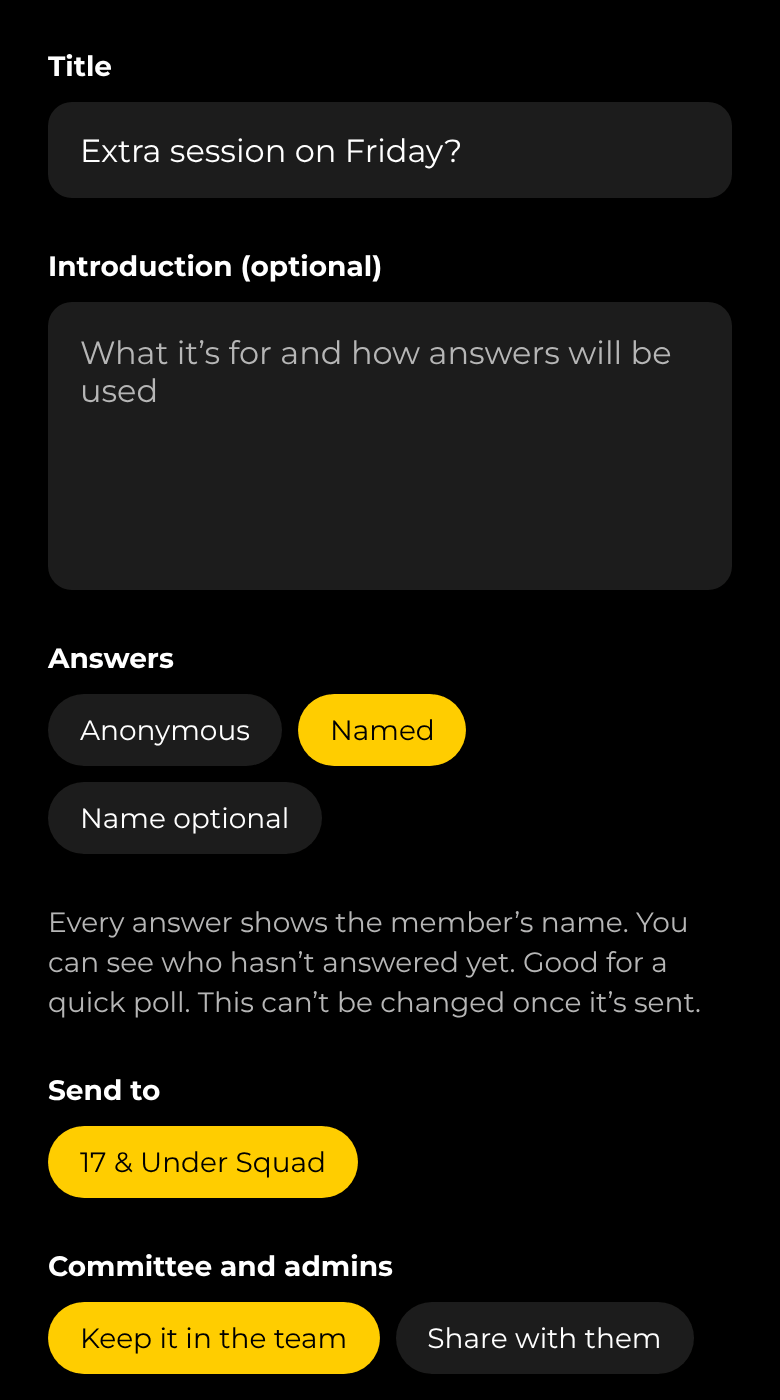 Title
Extra session on Friday?
Introduction (optional)
What it’s for and how answers will be
used
Answers
Anonymous
Named
Name optional
Every answer shows the member’s name. You
can see who hasn’t answered yet. Good for a
quick poll. This can’t be changed once it’s sent.
Send to
17 & Under Squad
Committee and admins
Keep it in the team
Share with them